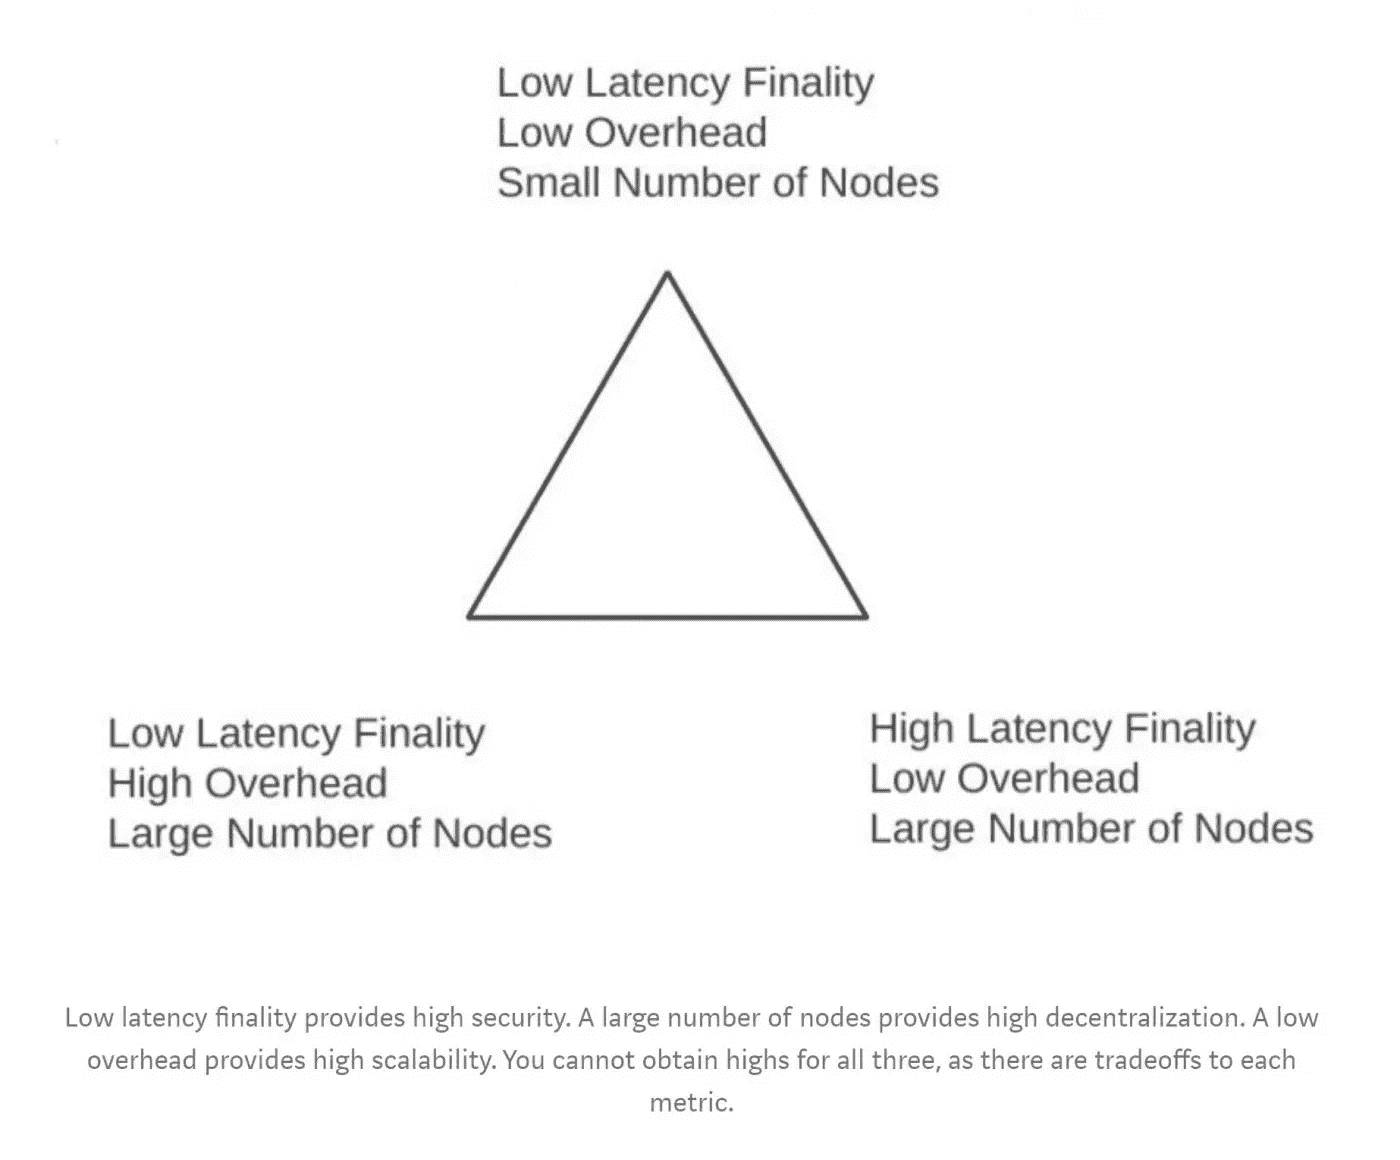 Low Latency Finality
Low Overhead
Small Number of Nodes
Low Latency Finality
High Overhead
Large Number of Nodes
High Latency Finality
Low Overhead
Large Number of Nodes
Low latency finality provides high security. A large number of nodes provides high decentralization. A low
overhead provides high scalability. You cannot obtain highs for all three, as there are tradeoffs to each
metric.